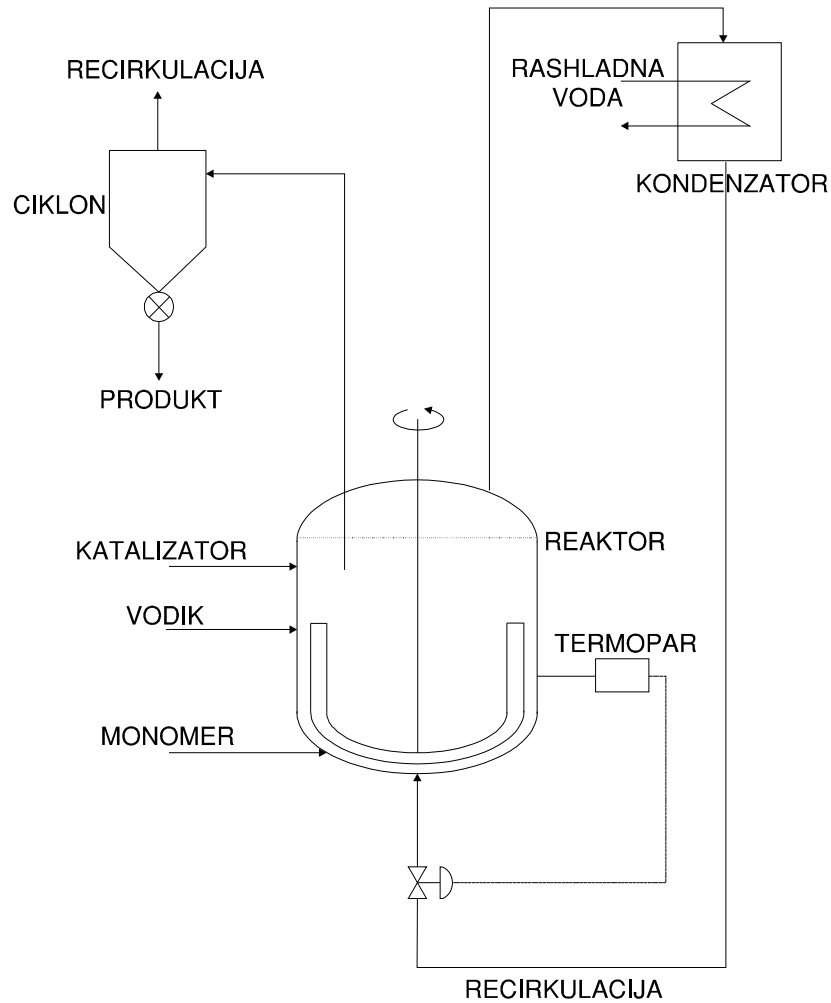 RECIRKULACIJA
RASHLADNA
VODA
KONDENZATOR
CIKLON
PRODUKT
REAKTOR
KATALIZATOR
VODIK
TERMOPAR
MONOMER
RECIRKULACIJA